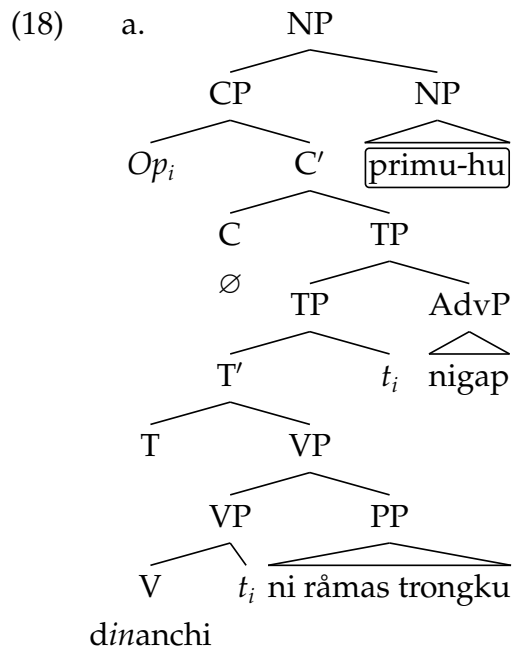 (18) a. NP
CP NP
Opᵢ C′ primu-hu
C TP
∅ TP AdvP
T′ tᵢ nigap
T VP
VP PP
V tᵢ ni råmas trongku
dinanchi